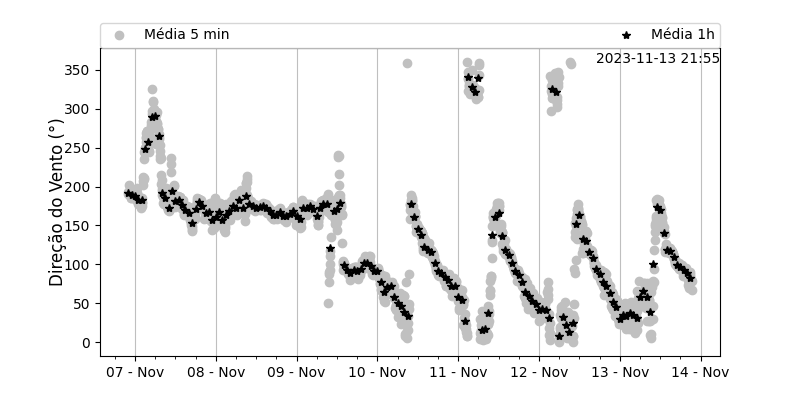 Média 5 min
Média 1h
2023-11-13 21:55
Direção do Vento (°)
350
300
250
200
150
100
50
0
07 - Nov
08 - Nov
09 - Nov
10 - Nov
11 - Nov
12 - Nov
13 - Nov
14 - Nov